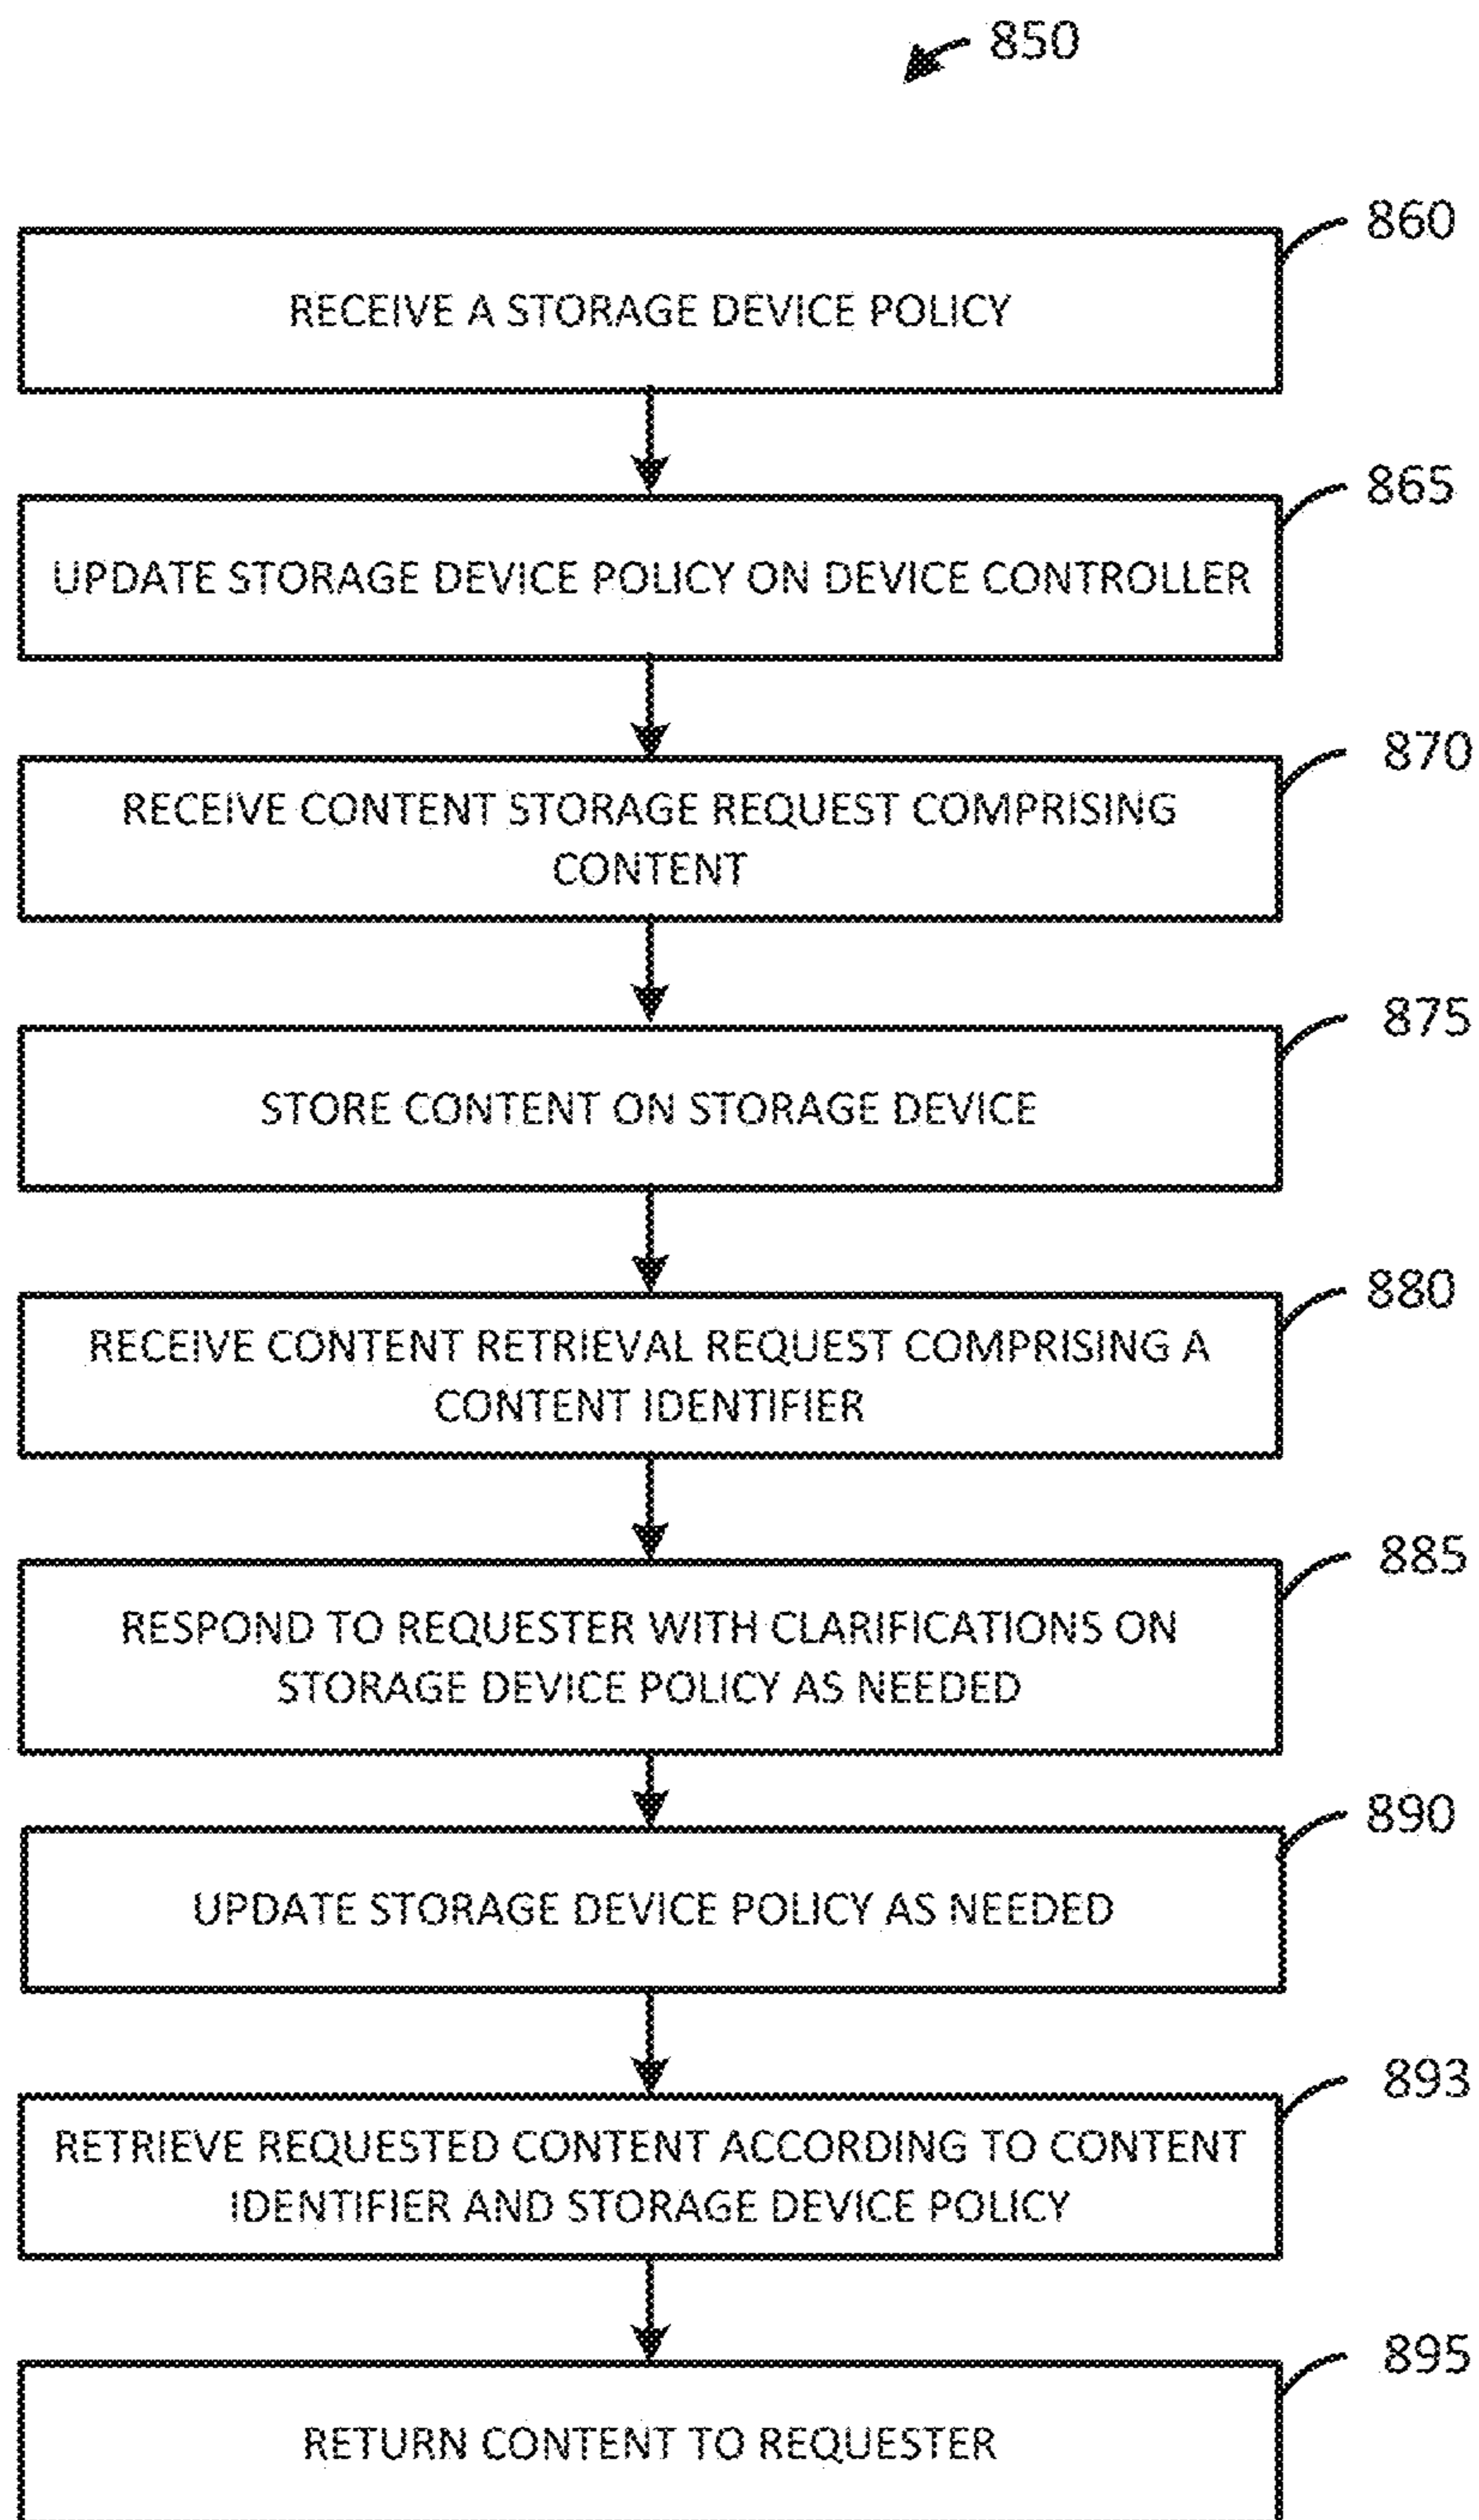 850
860
RECEIVE A STORAGE DEVICE POLICY
865
UPDATE STORAGE DEVICE POLICY ON DEVICE CONTROLLER
870
RECEIVE CONTENT STORAGE REQUEST COMPRISING
CONTENT
875
STORE CONTENT ON STORAGE DEVICE
880
RECEIVE CONTENT RETRIEVAL REQUEST COMPRISING A
CONTENT IDENTIFIER
885
RESPOND TO REQUESTER WITH CLARIFICATIONS ON
STORAGE DEVICE POLICY AS NEEDED
890
UPDATE STORAGE DEVICE POLICY AS NEEDED
893
RETRIEVE REQUESTED CONTENT ACCORDING TO CONTENT
IDENTIFIER AND STORAGE DEVICE POLICY
895
RETURN CONTENT TO REQUESTER